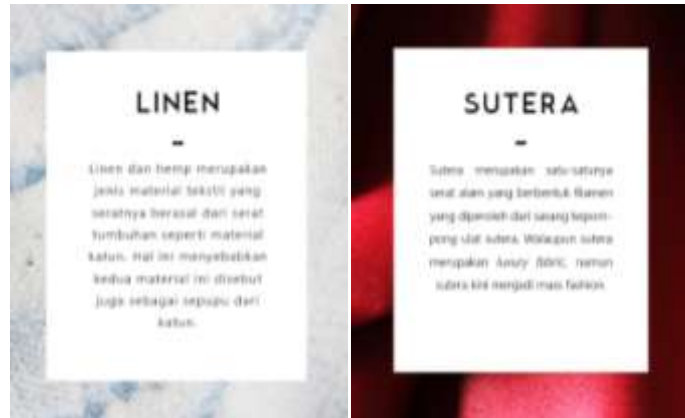 LINEN
-
Linen dan hemp merupakan
jenis material tekstil yang
seratnya berasal dari serat
tumbuhan seperti material
katun. Hal ini menyebabkan
kedua material ini disebut
juga sebagai sepupu dari
katun.
SUTERA
-
Sutera merupakan satu-satunya
serat alam yang berbentuk filamen
yang diperoleh dari sarang kepom-
pong ulat sutera. Walaupun sutera
merupakan luxury fabric, namun
sutera kini menjadi mass fashion.